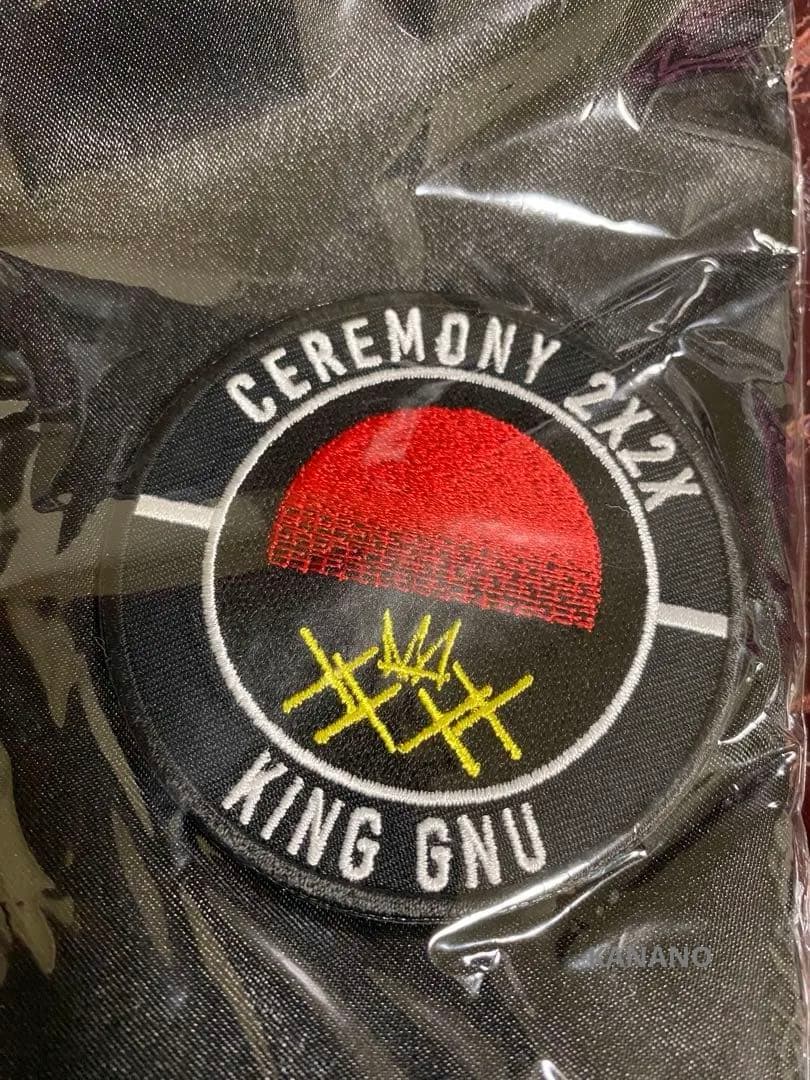 CEREMONY 2X2X
KING GNU
KANANO